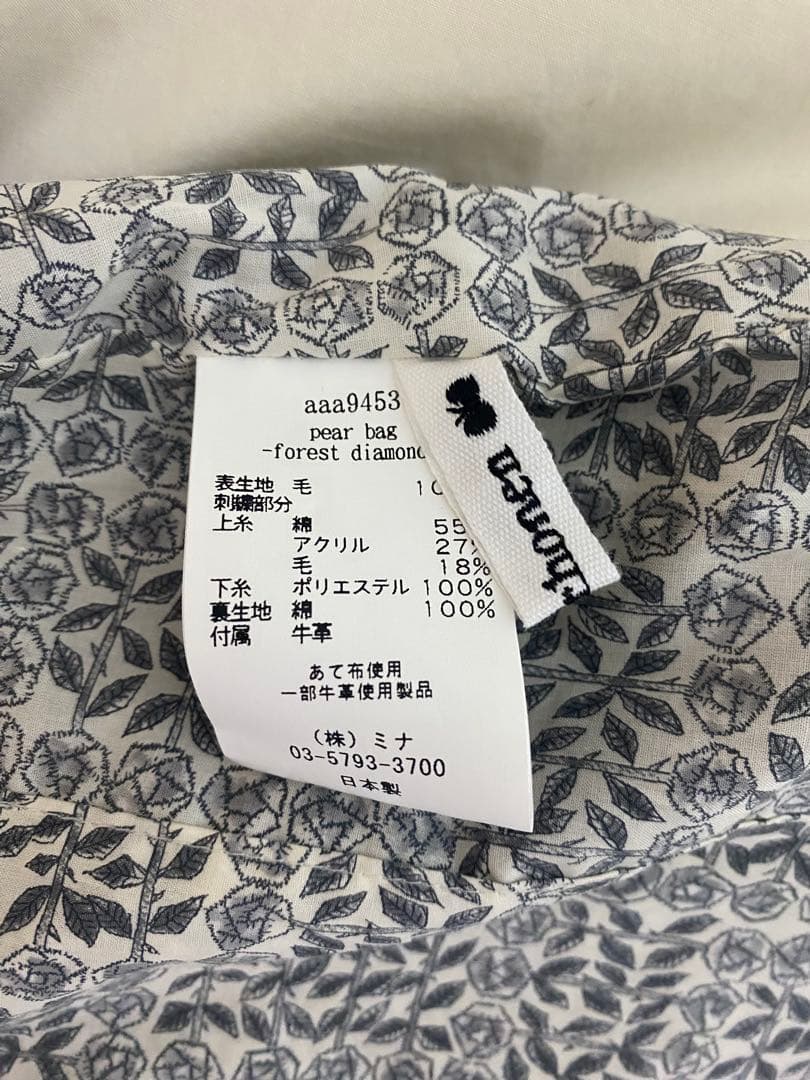 aaa9453
pear bag
-forest diamond
表生地 毛
刺繍部分
上糸 綿 55
アクリル 27%
毛 18%
下糸 ポリエステル 100%
裏生地 綿 100%
付属 牛革
あて布使用
一部牛革使用製品
(株) ミナ
03-5793-3700
日本製
rhonen